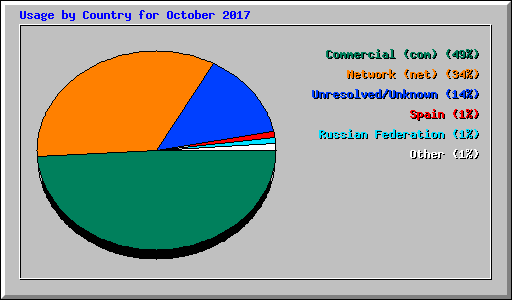 Usage by Country for October 2017
Commercial (com) (49%)
Network (net) (34%)
Unresolved/Unknown (14%)
Spain (1%)
Russian Federation (1%)
Other (1%)